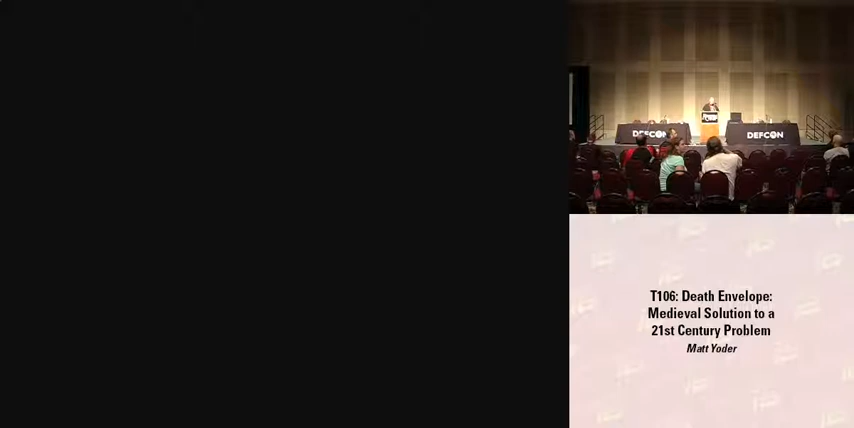 DEFCON
DEFCON
T106: Death Envelope:
Medieval Solution to a
21st Century Problem
Matt Yoder